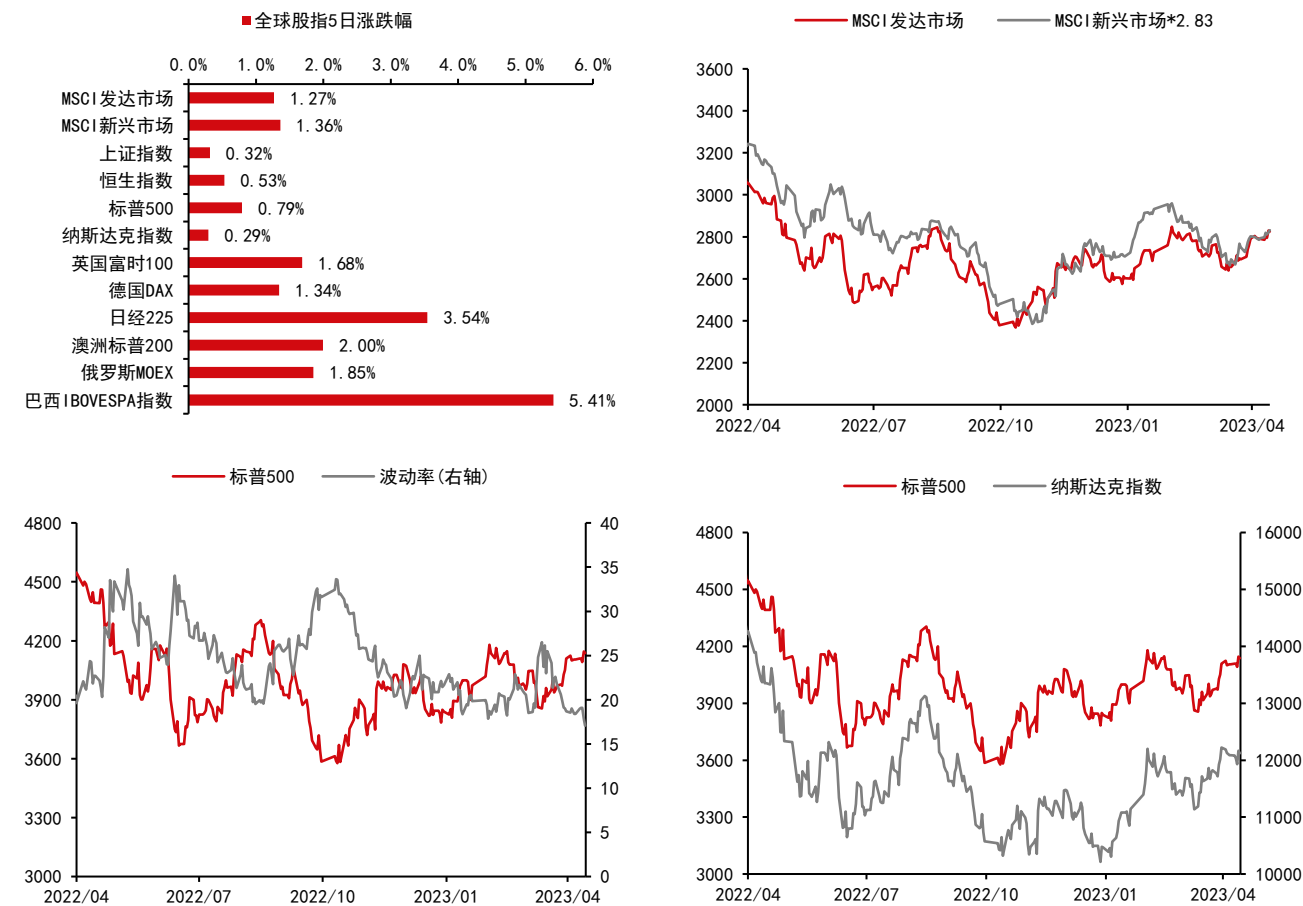 全球股指5日涨跌幅
0.0% 1.0% 2.0% 3.0% 4.0% 5.0% 6.0%
MSCI发达市场 1.27%
MSCI新兴市场 1.36%
上证指数 0.32%
恒生指数 0.53%
标普500 0.79%
纳斯达克指数 0.29%
英国富时100 1.68%
德国DAX 1.34%
日经225 3.54%
澳洲标普200 2.00%
俄罗斯MOEX 1.85%
巴西IBOVESPA指数 5.41%
MSCI发达市场 MSCI新兴市场*2.83
3600
3400
3200
3000
2800
2600
2400
2200
2000
2022/04 2022/07 2022/10 2023/01 2023/04
标普500 波动率(右轴)
4800 40
4500 35
4200 30
3900 25
3600 20
3300 15
3000 10
5
0
2022/04 2022/07 2022/10 2023/01 2023/04
标普500 纳斯达克指数
4800 16000
4500 15000
4200 14000
3900 13000
3600 12000
3300 11000
3000 10000
2022/04 2022/07 2022/10 2023/01 2023/04